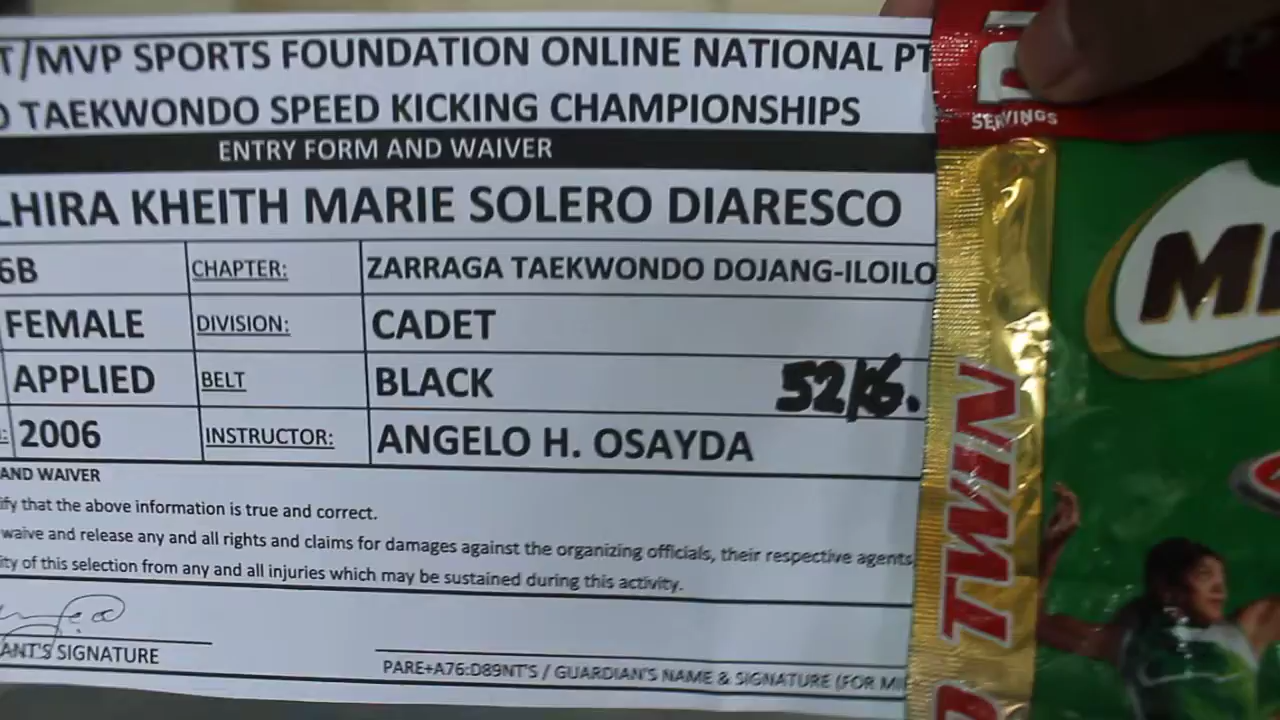 T/MVP SPORTS FOUNDATION ONLINE NATIONAL PT
O TAEKWONDO SPEED KICKING CHAMPIONSHIPS
ENTRY FORM AND WAIVER
LHIRA KHEITH MARIE SOLERO DIARESCO
6B CHAPTER: ZARRAGA TAEKWONDO DOJANG-ILOILO
FEMALE DIVISION: CADET
APPLIED BELT BLACK
2006 INSTRUCTOR: ANGELO H. OSAYDA
AND WAIVER
ify that the above information is true and correct.
waive and release any and all rights and claims for damages against the organizing officials, their respective agents
ity of this selection from any and all injuries which may be sustained during this activity.
ANT'S SIGNATURE
PARE+A76:D89NT'S / GUARDIAN'S NAME & SIGNATURE (FOR MI
SERVINGS
TWIN